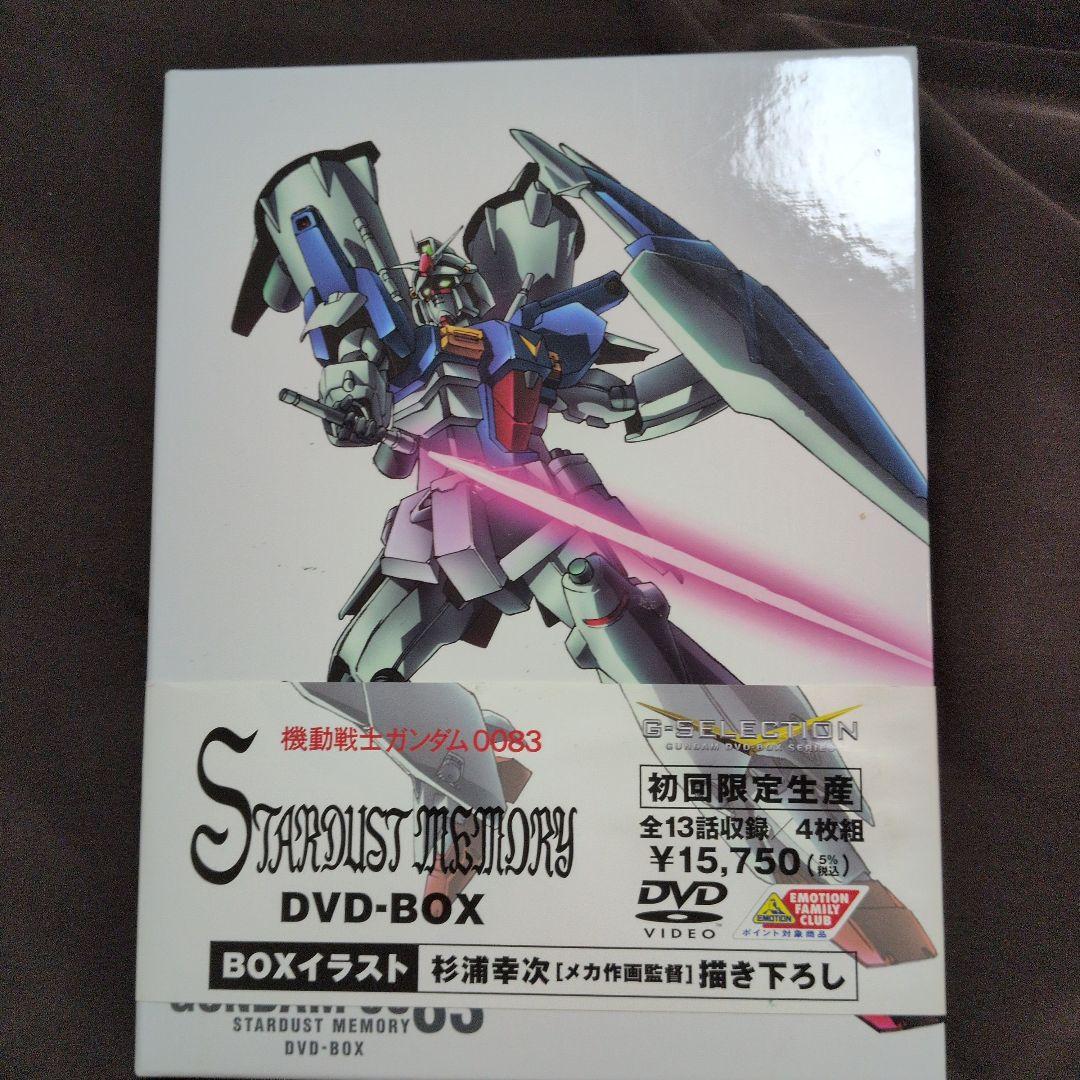 機動戦士ガンダム0083
STARDUST MEMORY
DVD-BOX
G-SELECTION
GUNDAM DVD-BOX SERIES
初回限定生産
全13話収録/4枚組
¥15,750(5%税込)
DVD
VIDEO
EMOTION
EMOTION FAMILY CLUB
ポイント対象商品
BOXイラスト 杉浦幸次[メカ作画監督]描き下ろし
STARDUST MEMORY
DVD-BOX